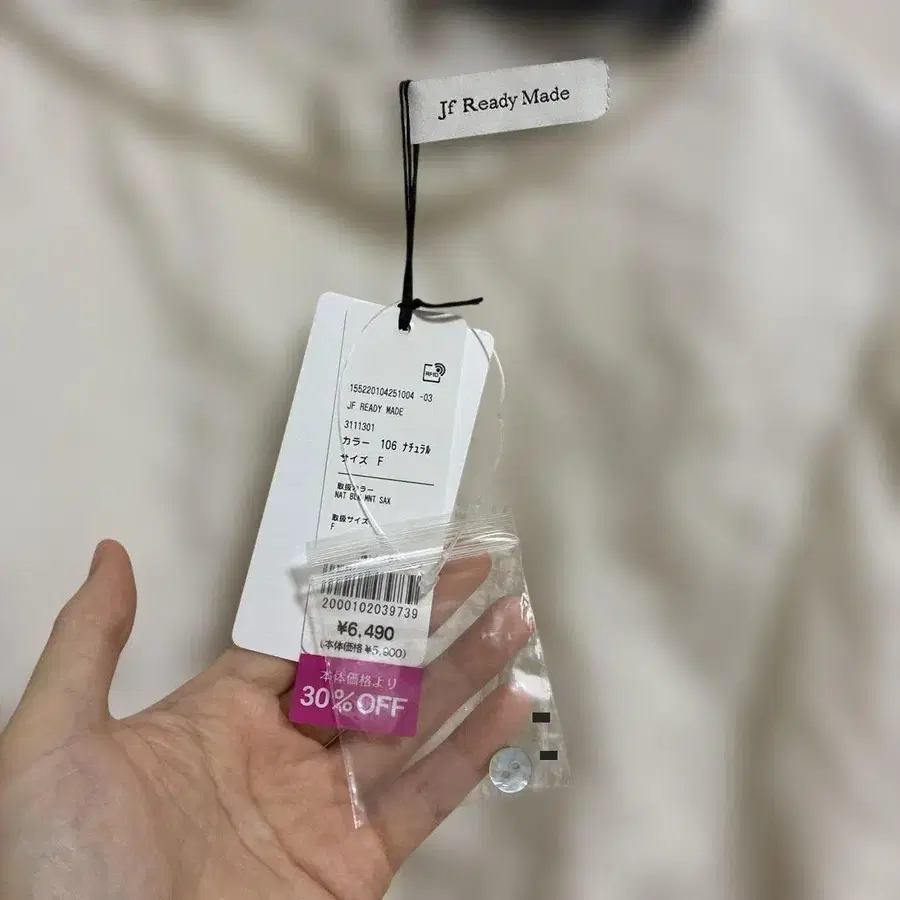 Jf Ready Made
RFID
155220104251004 -03
JF READY MADE
3111301
カラー 106 ナチュラル
サイズ F
取扱カラー
NAT BLK MNT SAX
取扱サイズ
F
2000102039739
¥6,490
(本体価格¥5,900)
本体価格より
30%OFF